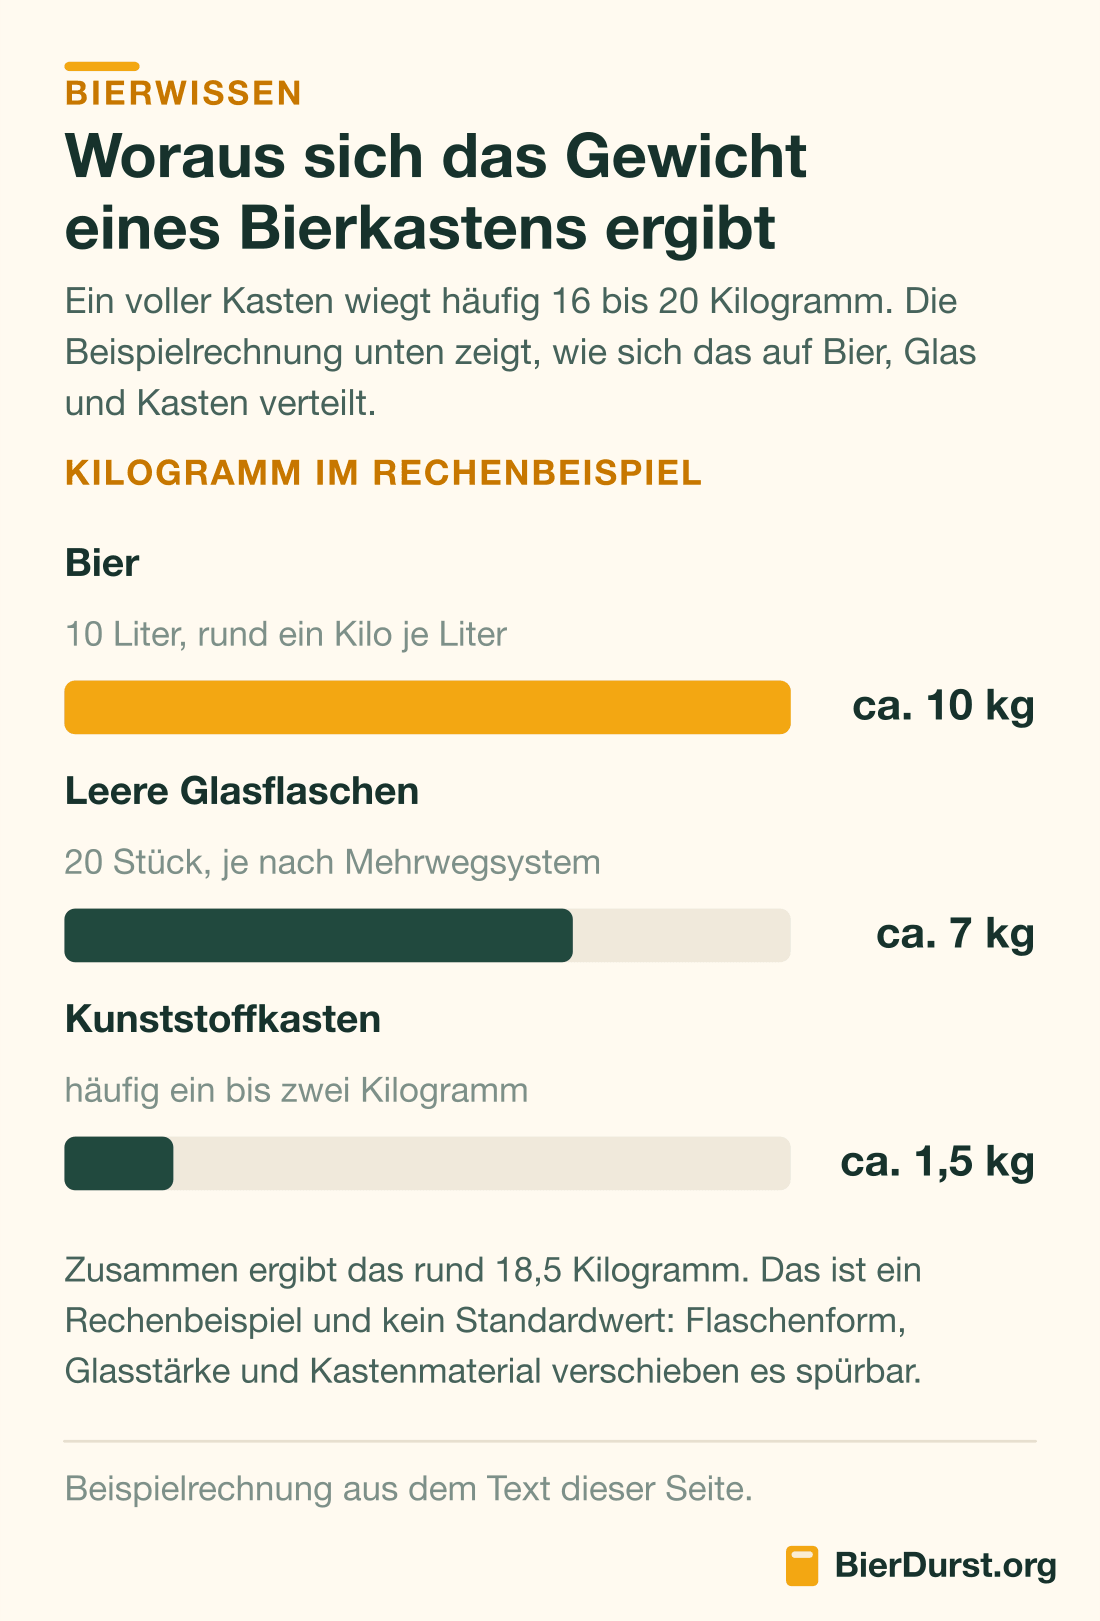 BIERWISSEN
Woraus sich das Gewicht
eines Bierkastens ergibt
Ein voller Kasten wiegt häufig 16 bis 20 Kilogramm. Die
Beispielrechnung unten zeigt, wie sich das auf Bier, Glas
und Kasten verteilt.
KILOGRAMM IM RECHENBEISPIEL
Bier
10 Liter, rund ein Kilo je Liter
ca. 10 kg
Leere Glasflaschen
20 Stück, je nach Mehrwegsystem
ca. 7 kg
Kunststoffkasten
häufig ein bis zwei Kilogramm
ca. 1,5 kg
Zusammen ergibt das rund 18,5 Kilogramm. Das ist ein
Rechenbeispiel und kein Standardwert: Flaschenform,
Glasstärke und Kastenmaterial verschieben es spürbar.
Beispielrechnung aus dem Text dieser Seite.
BierDurst.org